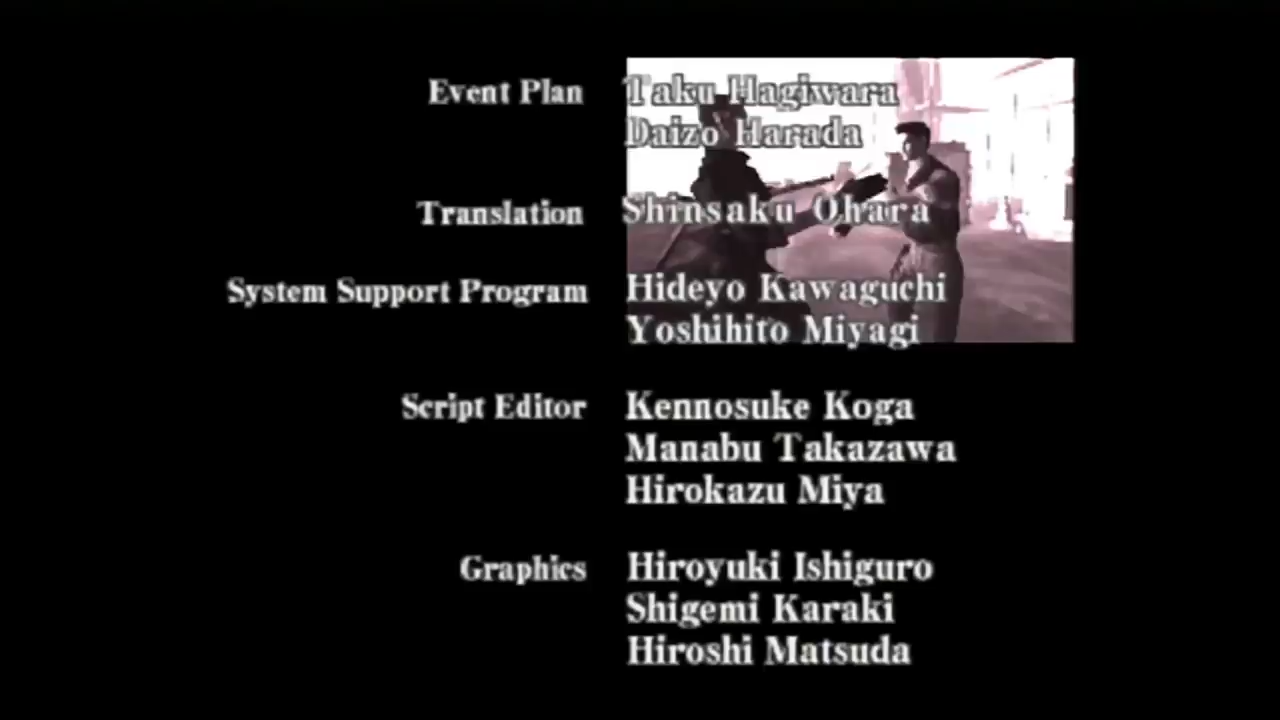 Event Plan Taku Hagiwara
Daizo Harada
Translation Shinsaku Ohara
System Support Program Hideyo Kawaguchi
Yoshihito Miyagi
Script Editor Kennosuke Koga
Manabu Takazawa
Hirokazu Miya
Graphics Hiroyuki Ishiguro
Shigemi Karaki
Hiroshi Matsuda